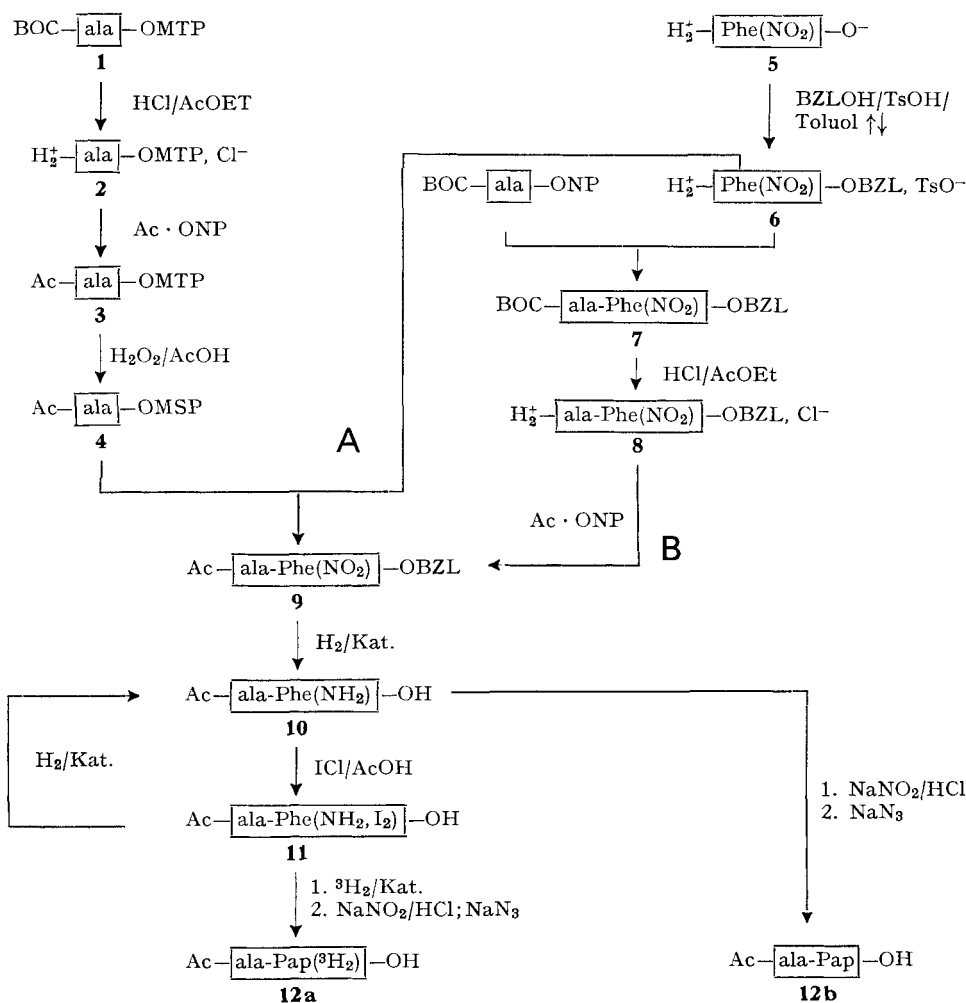 BOC–ala–OMTP
1
HCl/AcOET
H₂⁺–ala–OMTP, Cl⁻
2
Ac · ONP
Ac–ala–OMTP
3
H₂O₂/AcOH
Ac–ala–OMSP
4
H₂⁺–Phe(NO₂)–O⁻
5
BZLOH/TsOH/
Toluol ↑↓
BOC–ala–ONP
H₂⁺–Phe(NO₂)–OBZL, TsO⁻
6
BOC–ala-Phe(NO₂)–OBZL
7
HCl/AcOEt
H₂⁺–ala-Phe(NO₂)–OBZL, Cl⁻
8
A
Ac · ONP
B
Ac–ala-Phe(NO₂)–OBZL
9
H₂/Kat.
Ac–ala-Phe(NH₂)–OH
10
H₂/Kat.
ICl/AcOH
Ac–ala-Phe(NH₂, I₂)–OH
11
1. NaNO₂/HCl
2. NaN₃
1. ³H₂/Kat.
2. NaNO₂/HCl; NaN₃
Ac–ala-Pap(³H₂)–OH
12a
Ac–ala-Pap–OH
12b